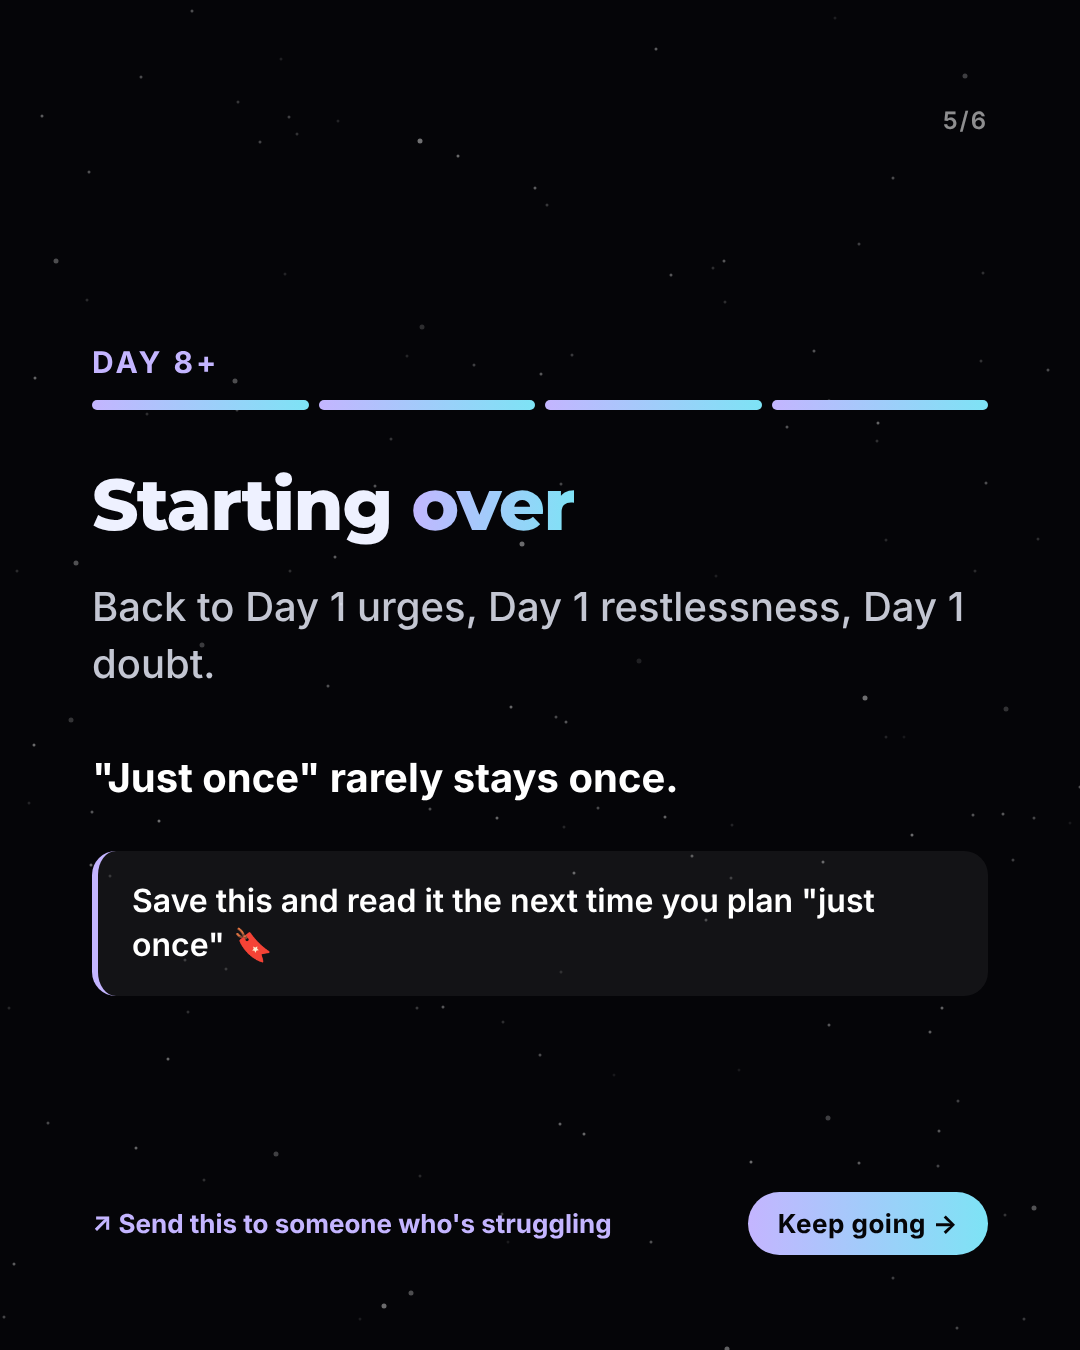 5/6
DAY 8+
Starting over
Back to Day 1 urges, Day 1 restlessness, Day 1
doubt.
"Just once" rarely stays once.
Save this and read it the next time you plan "just
once" 🔖
↗ Send this to someone who's struggling
Keep going →